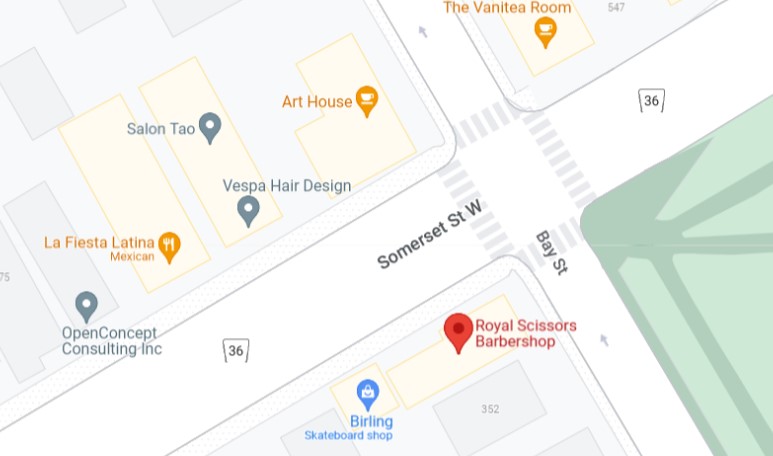 The Vanitea Room
547
36
Art House
Salon Tao
Vespa Hair Design
Somerset St W
La Fiesta Latina
Mexican
Bay St
75
OpenConcept
Consulting Inc
36
Royal Scissors
Barbershop
Birling
Skateboard shop
352